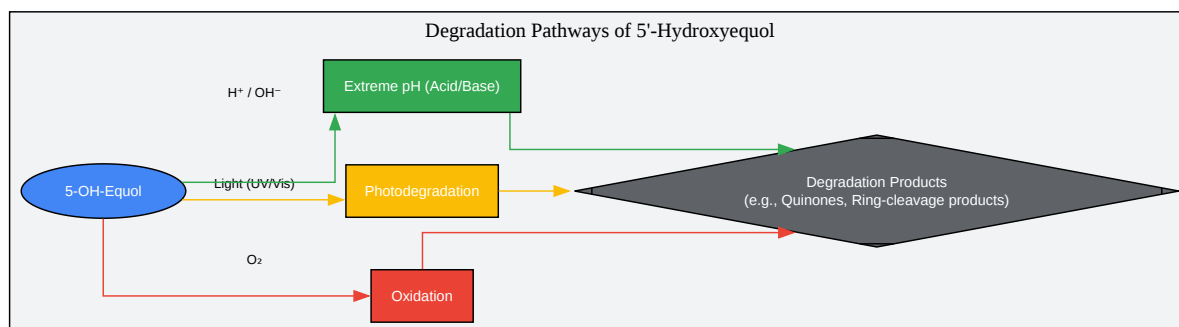 Degradation Pathways of 5'-Hydroxyequol
H⁺ / OH⁻
Extreme pH (Acid/Base)
5-OH-Equol
Light (UV/Vis)
Photodegradation
Degradation Products
(e.g., Quinones, Ring-cleavage products)
O₂
Oxidation